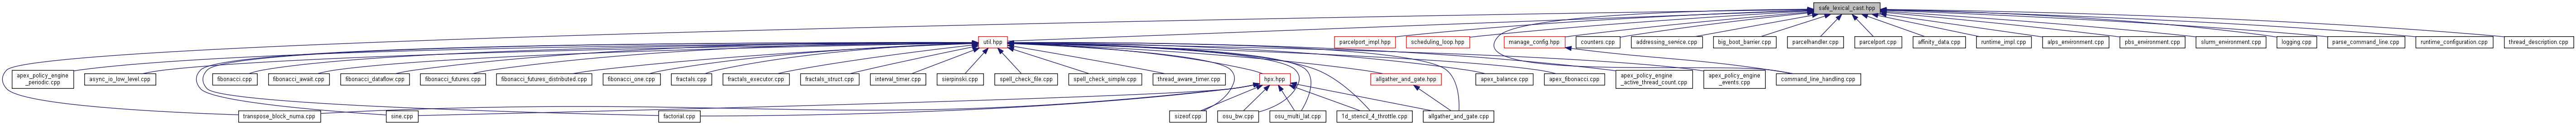 safe_lexical_cast.hpp
util.hpp
parcelport_impl.hpp
scheduling_loop.hpp
manage_config.hpp
counters.cpp
addressing_service.cpp
big_boot_barrier.cpp
parcelhandler.cpp
parcelport.cpp
affinity_data.cpp
runtime_impl.cpp
alps_environment.cpp
pbs_environment.cpp
slurm_environment.cpp
logging.cpp
parse_command_line.cpp
runtime_configuration.cpp
thread_description.cpp
apex_policy_engine
_periodic.cpp
async_io_low_level.cpp
fibonacci.cpp
fibonacci_await.cpp
fibonacci_dataflow.cpp
fibonacci_futures.cpp
fibonacci_futures_distributed.cpp
fibonacci_one.cpp
fractals.cpp
fractals_executor.cpp
fractals_struct.cpp
interval_timer.cpp
sierpinski.cpp
spell_check_file.cpp
spell_check_simple.cpp
thread_aware_timer.cpp
hpx.hpp
allgather_and_gate.hpp
apex_balance.cpp
apex_fibonacci.cpp
apex_policy_engine
_active_thread_count.cpp
apex_policy_engine
_events.cpp
command_line_handling.cpp
transpose_block_numa.cpp
sine.cpp
factorial.cpp
sizeof.cpp
osu_bw.cpp
osu_multi_lat.cpp
1d_stencil_4_throttle.cpp
allgather_and_gate.cpp